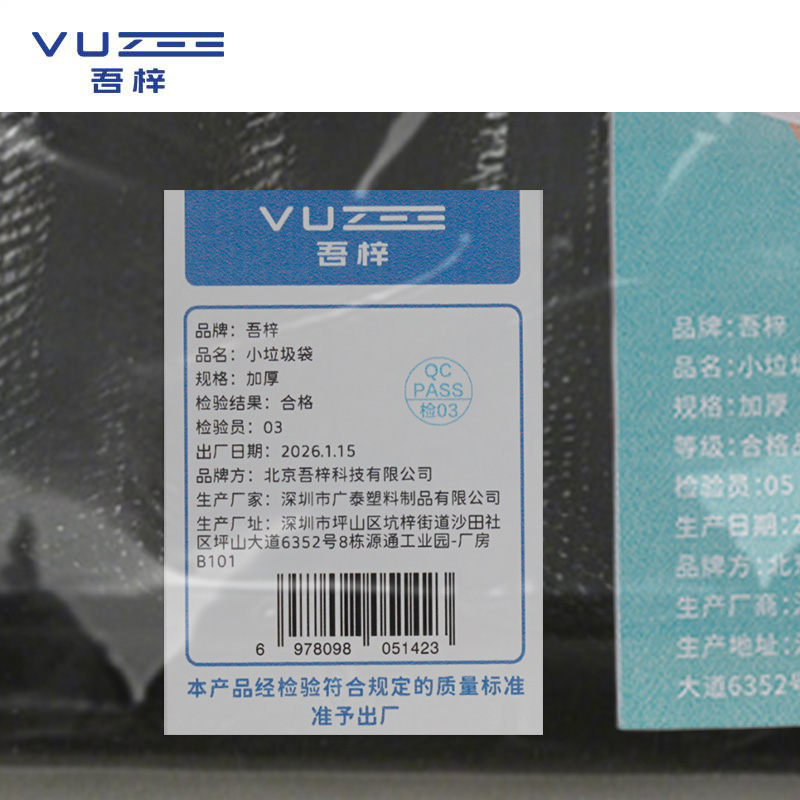 VUZEE
吾梓
VUZEE
吾梓
品牌：吾梓
品名：小垃圾袋
规格：加厚
检验结果：合格
检验员：03
出厂日期：2026.1.15
品牌方：北京吾梓科技有限公司
生产厂家：深圳市广泰塑料制品有限公司
生产厂址：深圳市坪山区坑梓街道沙田社
区坪山大道6352号8栋源通工业园-厂房
B101
QC
PASS
检03
6 978098 051423
本产品经检验符合规定的质量标准
准予出厂
品牌:吾梓
品名:小垃圾
规格:加厚
等级:合格品
检验员:05
生产日期:2
品牌方:北京
生产厂商:
生产地址:
大道6352号